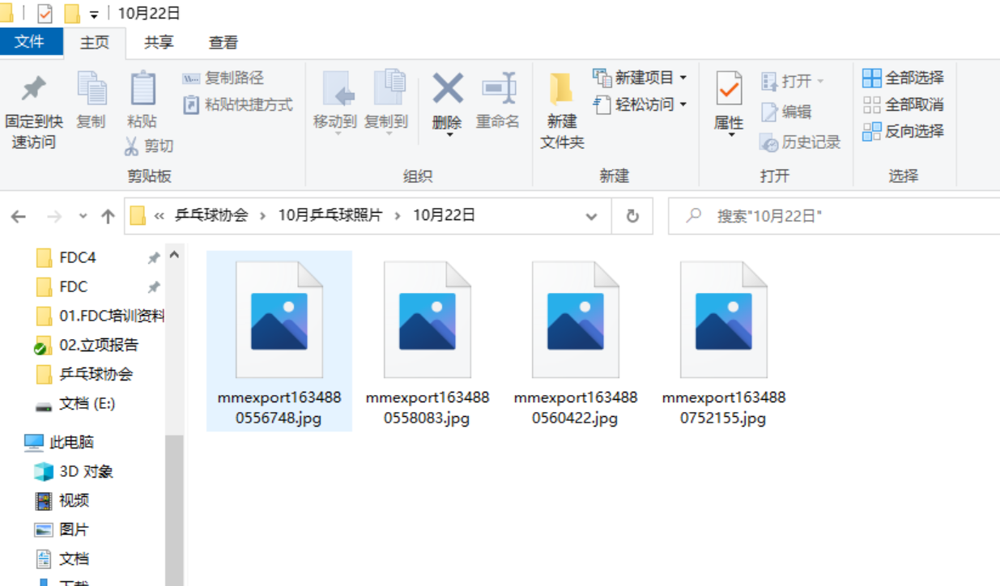 10月22日
文件 主页 共享 查看
固定到快
速访问
复制
粘贴
复制路径
粘贴快捷方式
剪切
剪贴板
移动到 复制到 删除 重命名
组织
新建
文件夹
新建项目
轻松访问
新建
属性
打开
编辑
历史记录
打开
全部选择
全部取消
反向选择
选择
« 乒乓球协会 › 10月乒乓球照片 › 10月22日
搜索"10月22日"
FDC4
FDC
01.FDC培训资料
02.立项报告
乒乓球协会
文档 (E:)
此电脑
3D 对象
视频
图片
文档
mmexport163488
0556748.jpg
mmexport163488
0558083.jpg
mmexport163488
0560422.jpg
mmexport163488
0752155.jpg